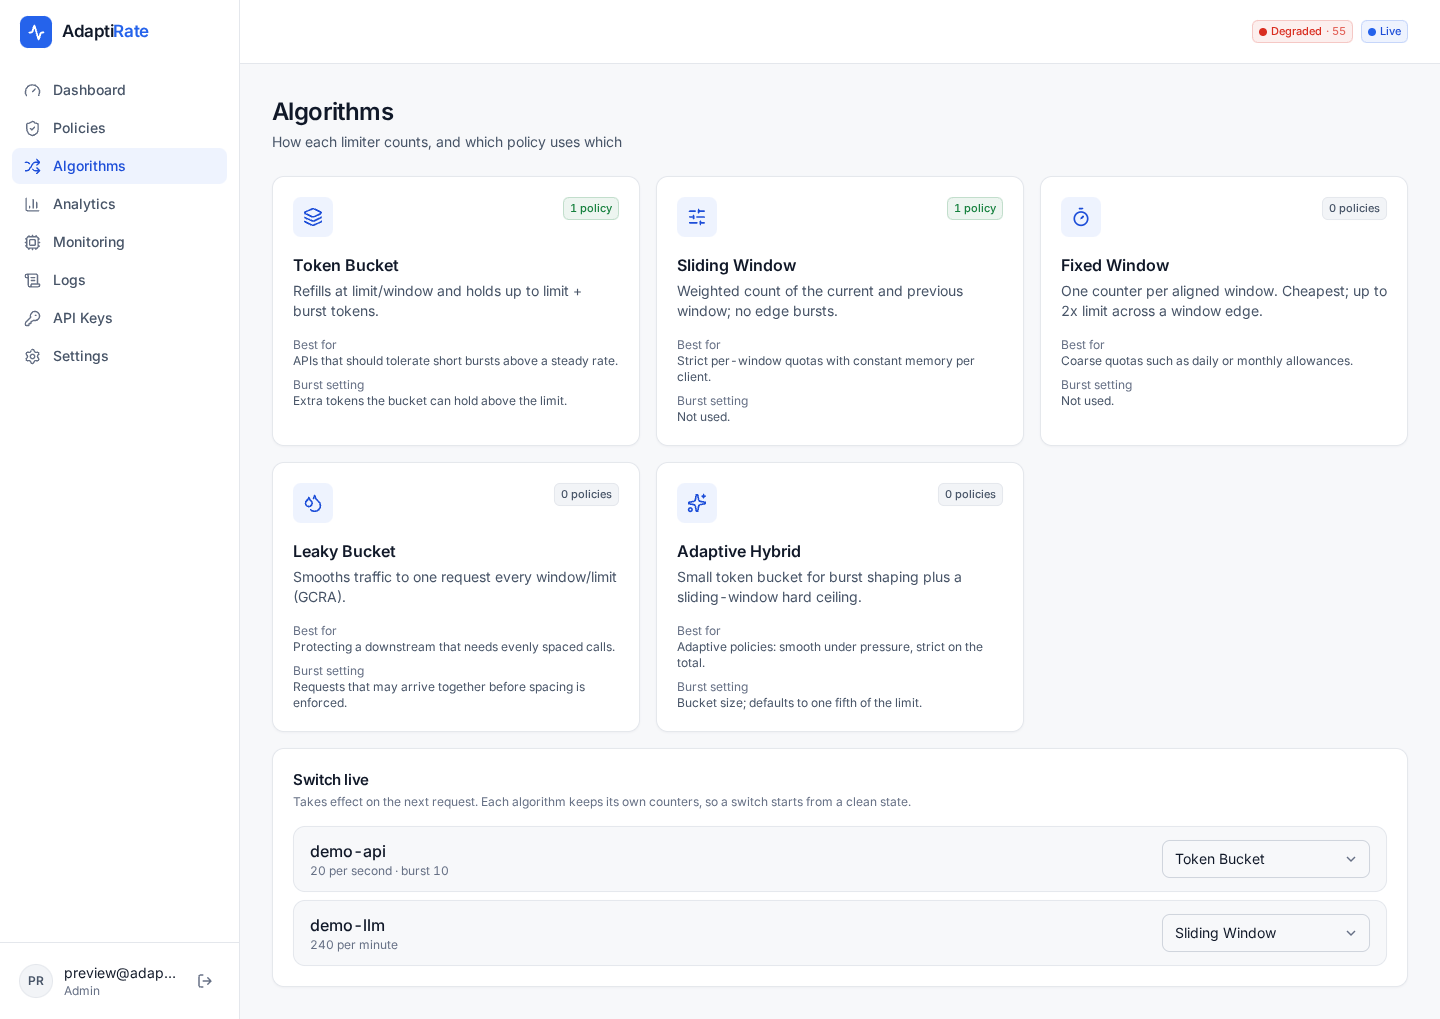 AdaptiRate
Degraded · 55
Live
Dashboard
Policies
Algorithms
Analytics
Monitoring
Logs
API Keys
Settings
Algorithms
How each limiter counts, and which policy uses which
1 policy
Token Bucket
Refills at limit/window and holds up to limit +
burst tokens.
Best for
APIs that should tolerate short bursts above a steady rate.
Burst setting
Extra tokens the bucket can hold above the limit.
1 policy
Sliding Window
Weighted count of the current and previous
window; no edge bursts.
Best for
Strict per-window quotas with constant memory per
client.
Burst setting
Not used.
0 policies
Fixed Window
One counter per aligned window. Cheapest; up to
2x limit across a window edge.
Best for
Coarse quotas such as daily or monthly allowances.
Burst setting
Not used.
0 policies
Leaky Bucket
Smooths traffic to one request every window/limit
(GCRA).
Best for
Protecting a downstream that needs evenly spaced calls.
Burst setting
Requests that may arrive together before spacing is
enforced.
0 policies
Adaptive Hybrid
Small token bucket for burst shaping plus a
sliding-window hard ceiling.
Best for
Adaptive policies: smooth under pressure, strict on the
total.
Burst setting
Bucket size; defaults to one fifth of the limit.
Switch live
Takes effect on the next request. Each algorithm keeps its own counters, so a switch starts from a clean state.
demo-api
20 per second · burst 10
Token Bucket
demo-llm
240 per minute
Sliding Window
PR
preview@adap...
Admin